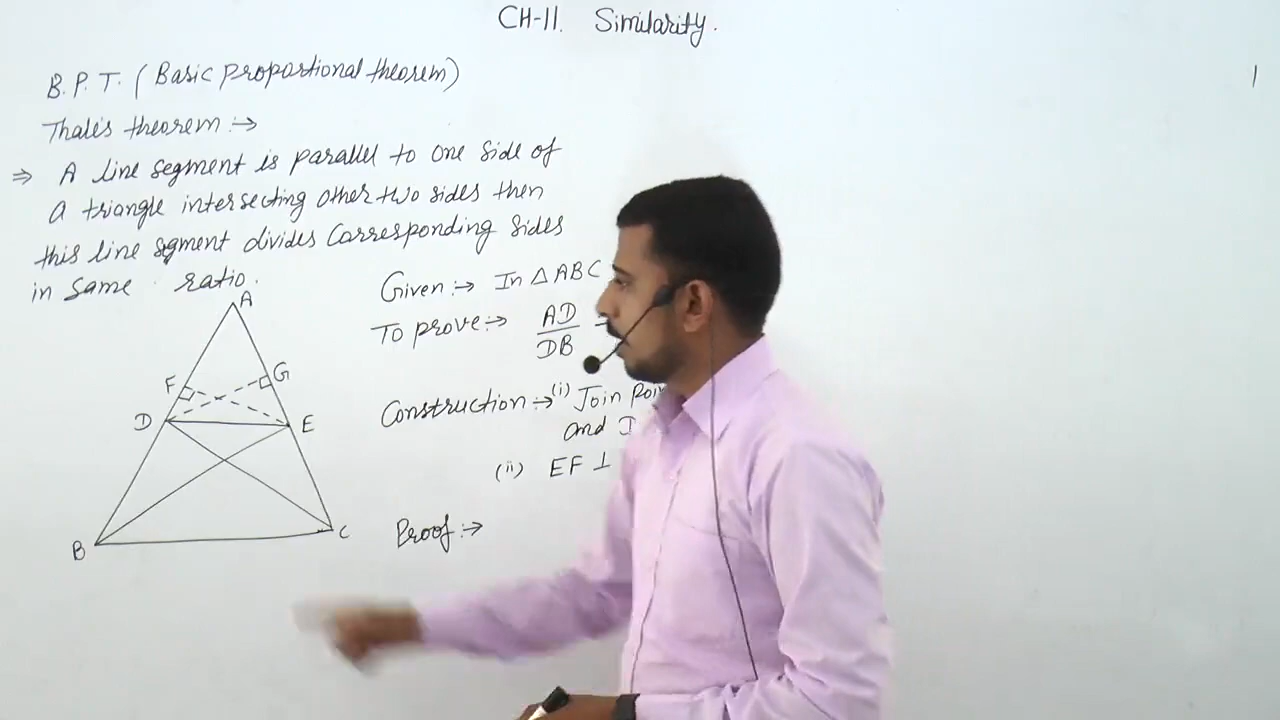 CH-11. Similarity.
B.P.T. (Basic proportional theorem)
Thale's theorem :→
⇒ A line segment is parallel to one side of
a triangle intersecting other two sides then
this line segment divides Corresponding sides
in same ratio.
Given :→ In △ABC
To prove :→ AD/DB =
Construction :→ (i) Join
and
(ii) EF ⊥
Proof :→
A
F
G
D
E
B
C
1